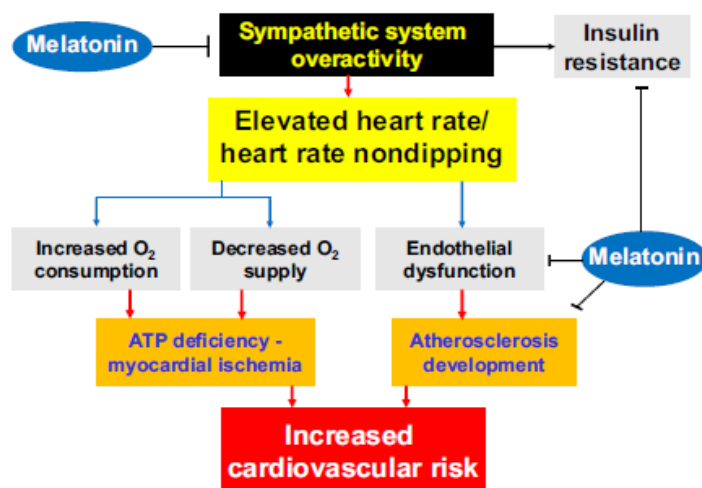 Melatonin
Sympathetic system
overactivity
Insulin
resistance
Elevated heart rate/
heart rate nondipping
Increased O₂
consumption
Decreased O₂
supply
Endothelial
dysfunction
Melatonin
ATP deficiency -
myocardial ischemia
Atherosclerosis
development
Increased
cardiovascular risk